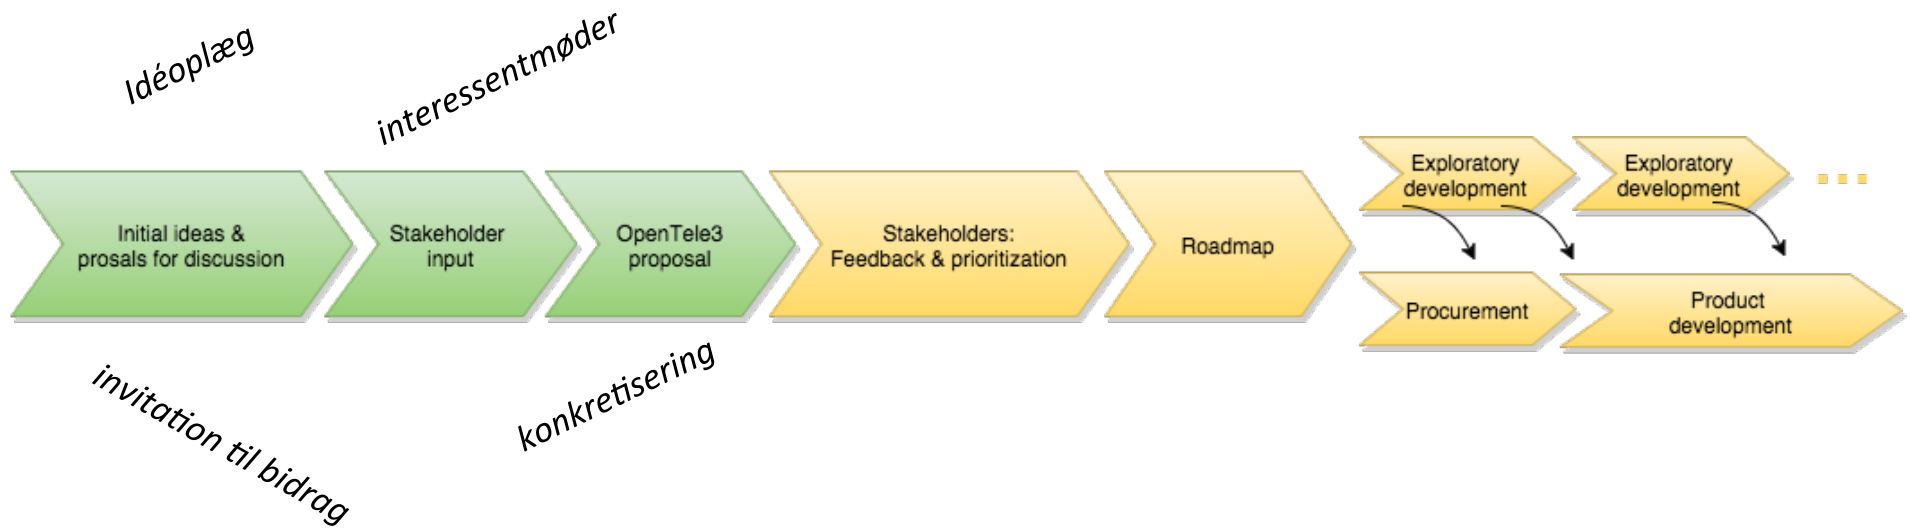 Idéoplæg
interessentmøder
Initial ideas &
prosals for discussion
Stakeholder
input
OpenTele3
proposal
Stakeholders:
Feedback & prioritization
Roadmap
Exploratory
development
Exploratory
development
...
Procurement
Product
development
invitation til bidrag
konkretisering